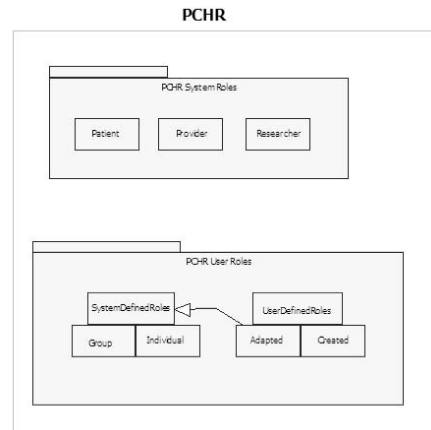 PCHR
PCHR System Roles
Patient Provider Researcher
PCHR User Roles
SystemDefinedRoles UserDefinedRoles
Group Individual Adapted Created